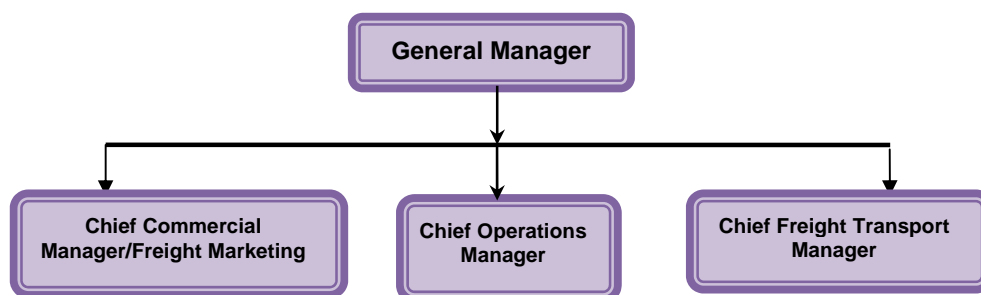 General Manager
Chief Commercial
Manager/Freight Marketing
Chief Operations
Manager
Chief Freight Transport
Manager